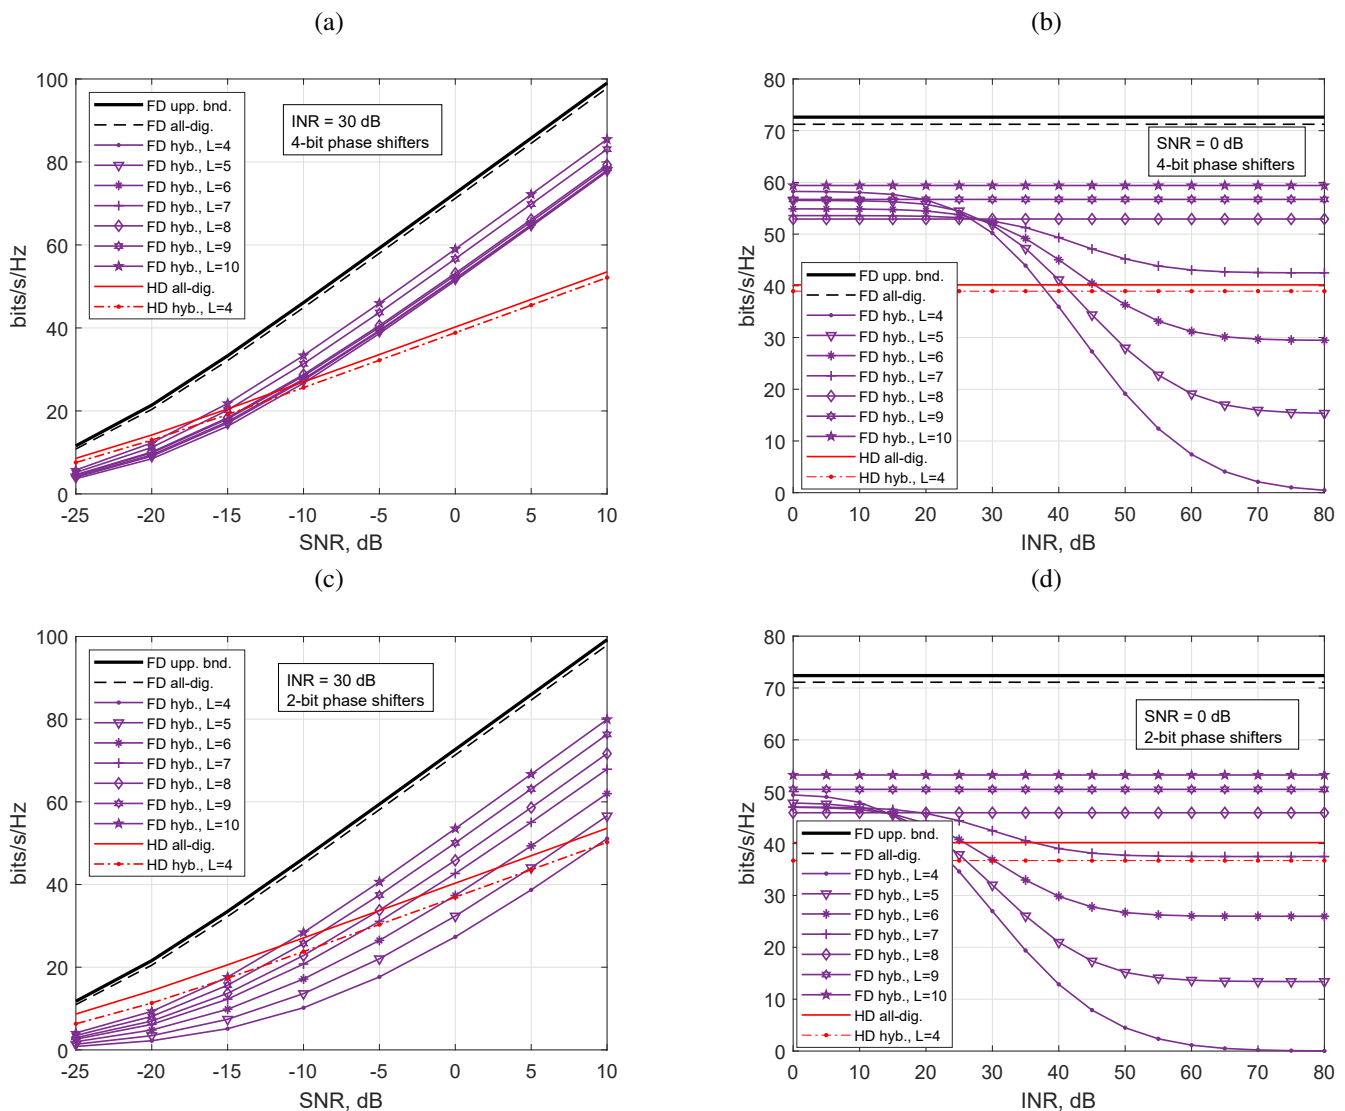 (a)
100
80
60
40
20
0
bits/s/Hz
FD upp. bnd.
FD all-dig.
FD hyb., L=4
FD hyb., L=5
FD hyb., L=6
FD hyb., L=7
FD hyb., L=8
FD hyb., L=9
FD hyb., L=10
HD all-dig.
HD hyb., L=4
INR = 30 dB
4-bit phase shifters
-25 -20 -15 -10 -5 0 5 10
SNR, dB
(b)
80
70
60
50
40
30
20
10
0
bits/s/Hz
SNR = 0 dB
4-bit phase shifters
FD upp. bnd.
FD all-dig.
FD hyb., L=4
FD hyb., L=5
FD hyb., L=6
FD hyb., L=7
FD hyb., L=8
FD hyb., L=9
FD hyb., L=10
HD all-dig.
HD hyb., L=4
0 10 20 30 40 50 60 70 80
INR, dB
(c)
100
80
60
40
20
0
bits/s/Hz
FD upp. bnd.
FD all-dig.
FD hyb., L=4
FD hyb., L=5
FD hyb., L=6
FD hyb., L=7
FD hyb., L=8
FD hyb., L=9
FD hyb., L=10
HD all-dig.
HD hyb., L=4
INR = 30 dB
2-bit phase shifters
-25 -20 -15 -10 -5 0 5 10
SNR, dB
(d)
80
70
60
50
40
30
20
10
0
bits/s/Hz
SNR = 0 dB
2-bit phase shifters
FD upp. bnd.
FD all-dig.
FD hyb., L=4
FD hyb., L=5
FD hyb., L=6
FD hyb., L=7
FD hyb., L=8
FD hyb., L=9
FD hyb., L=10
HD all-dig.
HD hyb., L=4
0 10 20 30 40 50 60 70 80
INR, dB